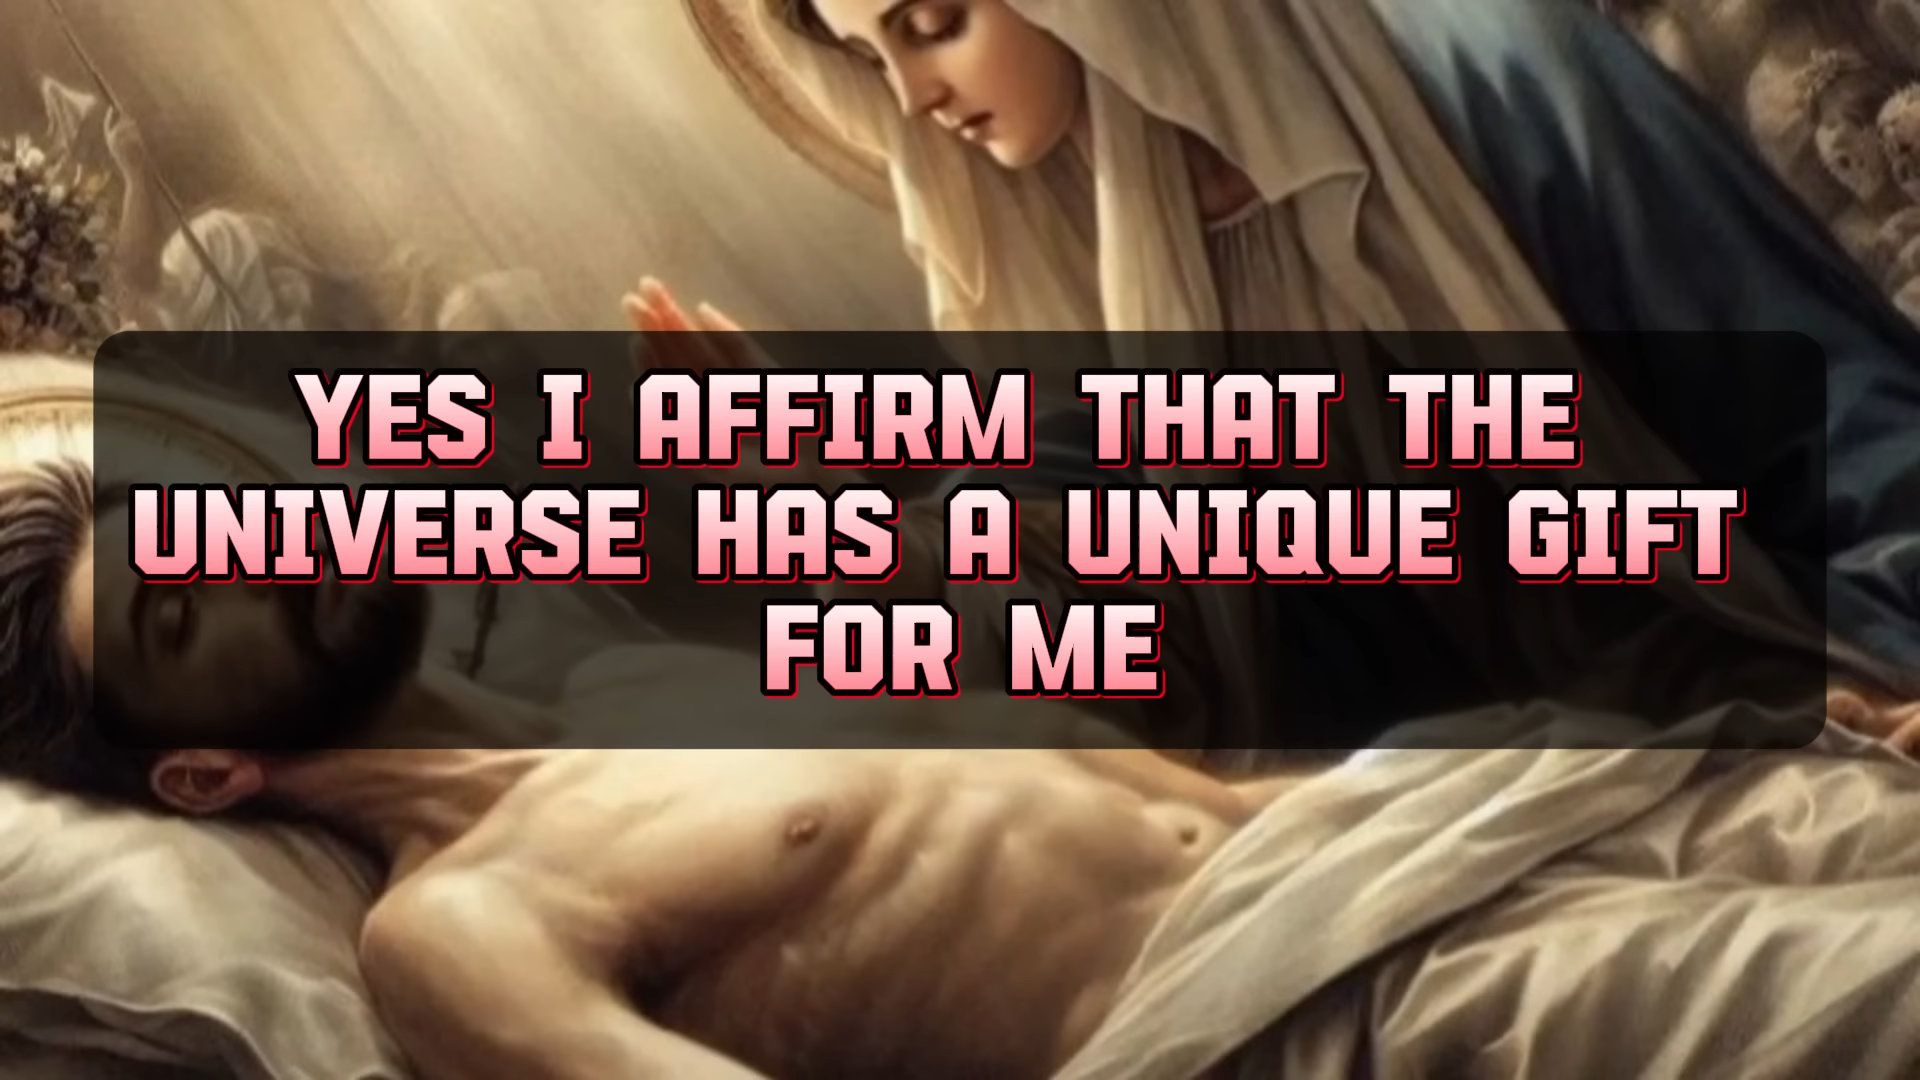 YES I AFFIRM THAT THE
UNIVERSE HAS A UNIQUE GIFT
FOR ME